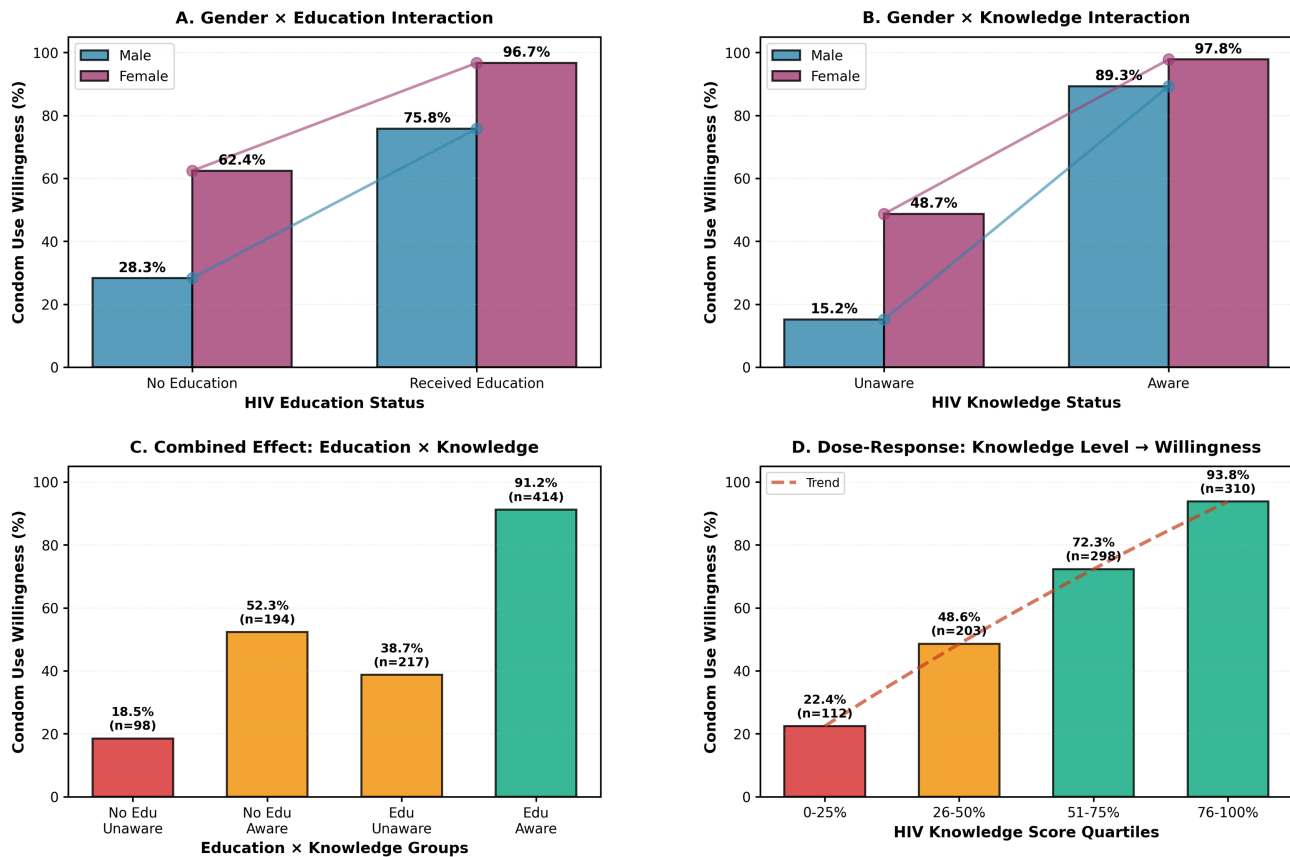 A. Gender × Education Interaction
Condom Use Willingness (%)
100
80
60
40
20
0
Male
Female
28.3%
62.4%
75.8%
96.7%
No Education
Received Education
HIV Education Status
B. Gender × Knowledge Interaction
Condom Use Willingness (%)
100
80
60
40
20
0
Male
Female
15.2%
48.7%
89.3%
97.8%
Unaware
Aware
HIV Knowledge Status
C. Combined Effect: Education × Knowledge
Condom Use Willingness (%)
100
80
60
40
20
0
18.5%
(n=98)
52.3%
(n=194)
38.7%
(n=217)
91.2%
(n=414)
No Edu
Unaware
No Edu
Aware
Edu
Unaware
Edu
Aware
Education × Knowledge Groups
D. Dose-Response: Knowledge Level → Willingness
Condom Use Willingness (%)
100
80
60
40
20
0
Trend
22.4%
(n=112)
48.6%
(n=203)
72.3%
(n=298)
93.8%
(n=310)
0-25%
26-50%
51-75%
76-100%
HIV Knowledge Score Quartiles